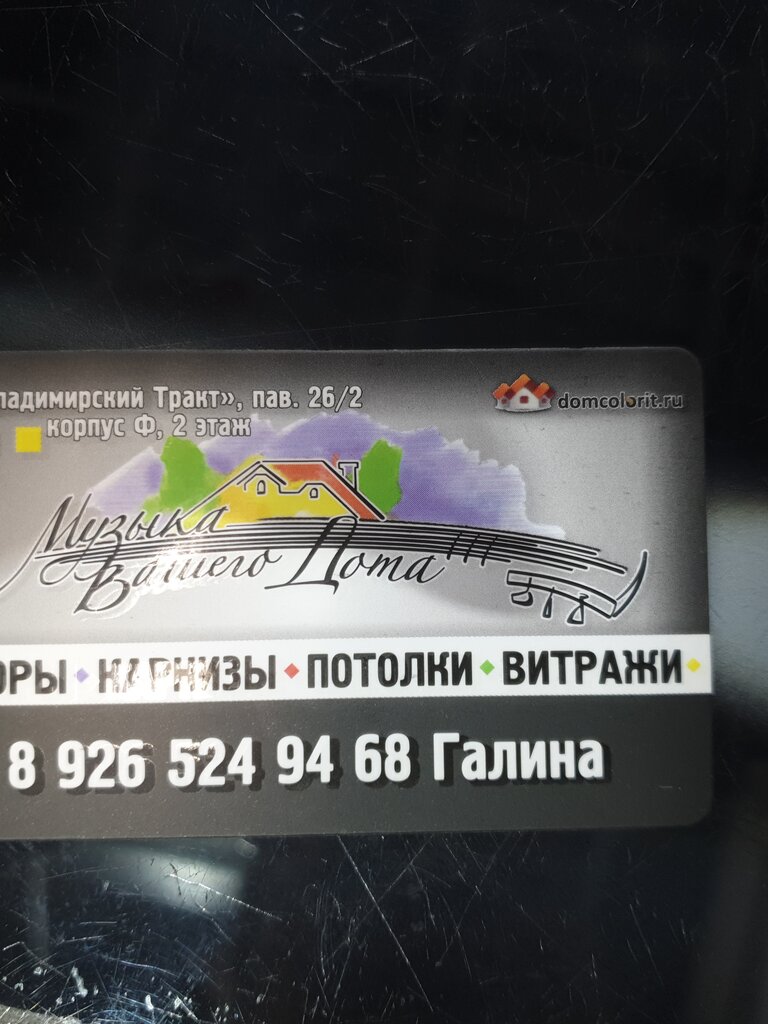 ладимирский Тракт», пав. 26/2
корпус Ф, 2 этаж
domcolorit.ru
Музыка
Вашего Дома
ОРЫ КАРНИЗЫ ПОТОЛКИ ВИТРАЖИ
8 926 524 94 68 Галина